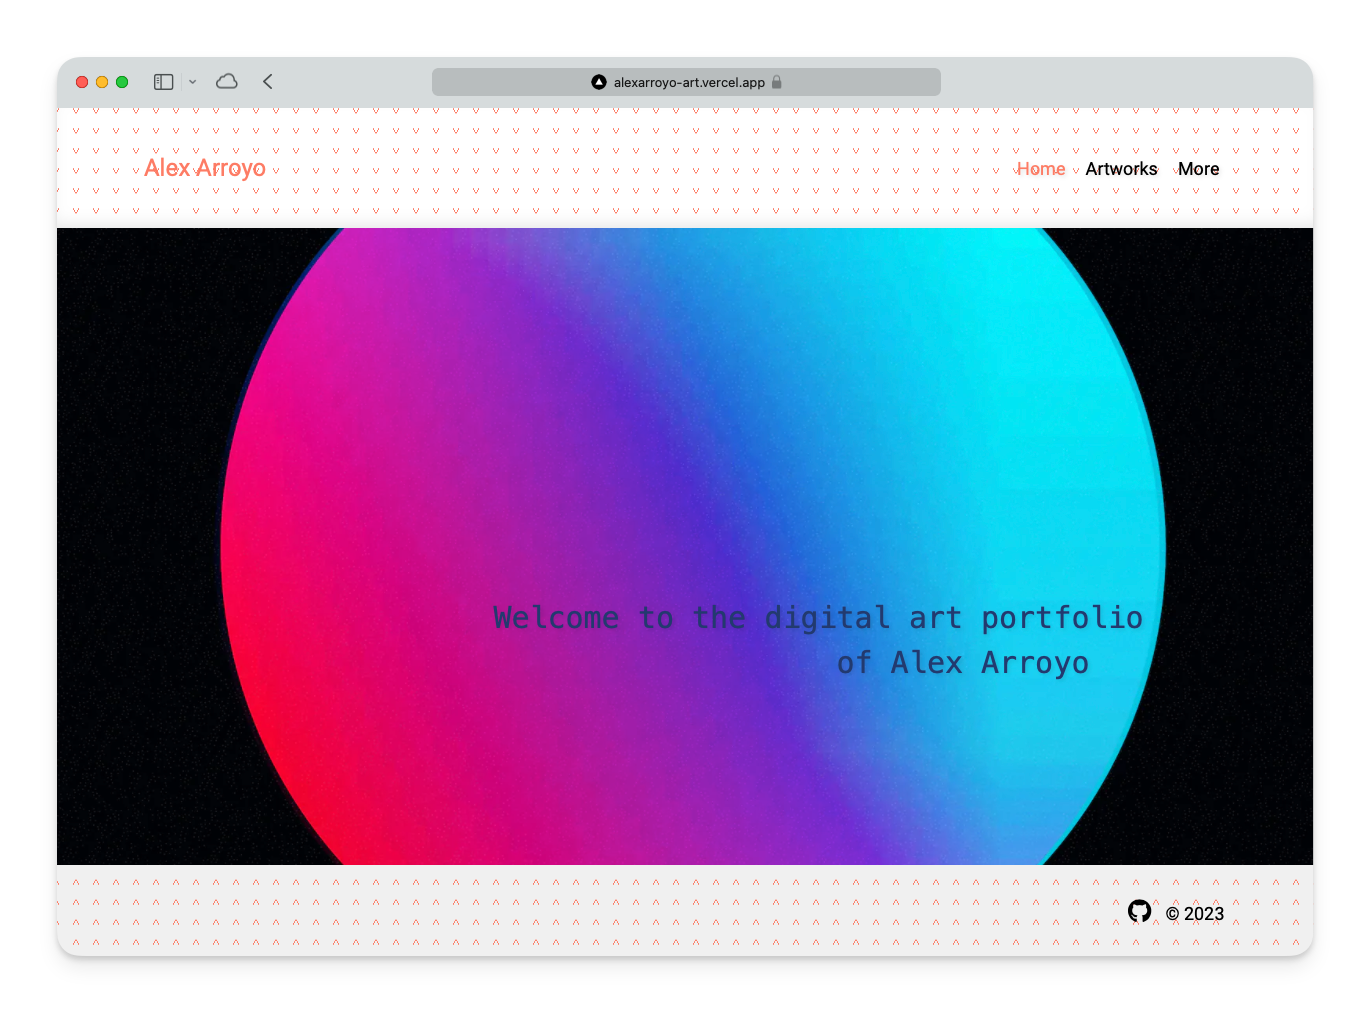 alexarroyo-art.vercel.app
Alex Arroyo
Home Artworks More
Welcome to the digital art portfolio
of Alex Arroyo
© 2023